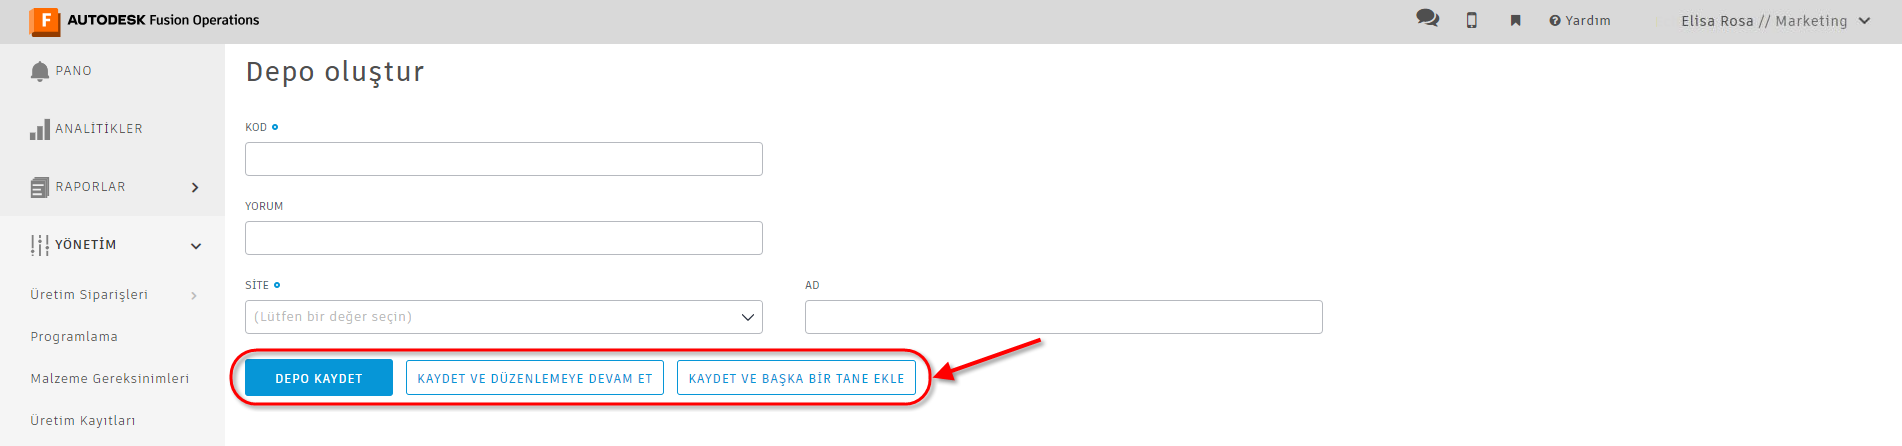 F AUTODESK Fusion Operations
Yardım
Elisa Rosa // Marketing
PANO
ANALİTİKLER
RAPORLAR
YÖNETİM
Üretim Siparişleri
Programlama
Malzeme Gereksinimleri
Üretim Kayıtları
Depo oluştur
KOD
YORUM
SİTE
AD
(Lütfen bir değer seçin)
DEPO KAYDET
KAYDET VE DÜZENLEMEYE DEVAM ET
KAYDET VE BAŞKA BİR TANE EKLE